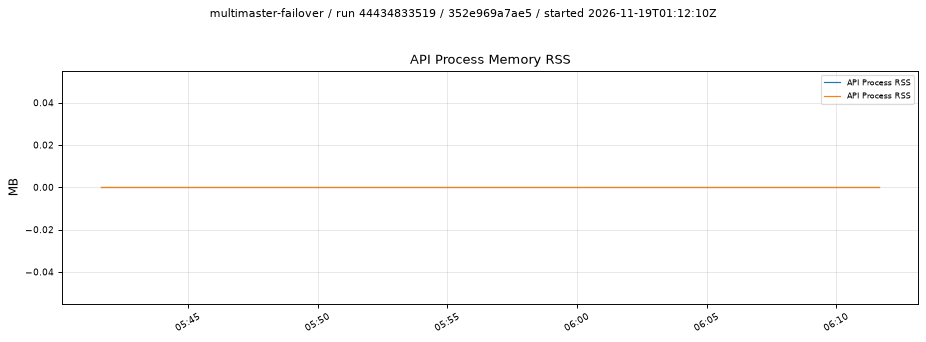 multimaster-failover / run 44434833519 / 352e969a7ae5 / started 2026-11-19T01:12:10Z
API Process Memory RSS
API Process RSS
API Process RSS
MB
0.04
0.02
0.00
−0.02
−0.04
05:45
05:50
05:55
06:00
06:05
06:10